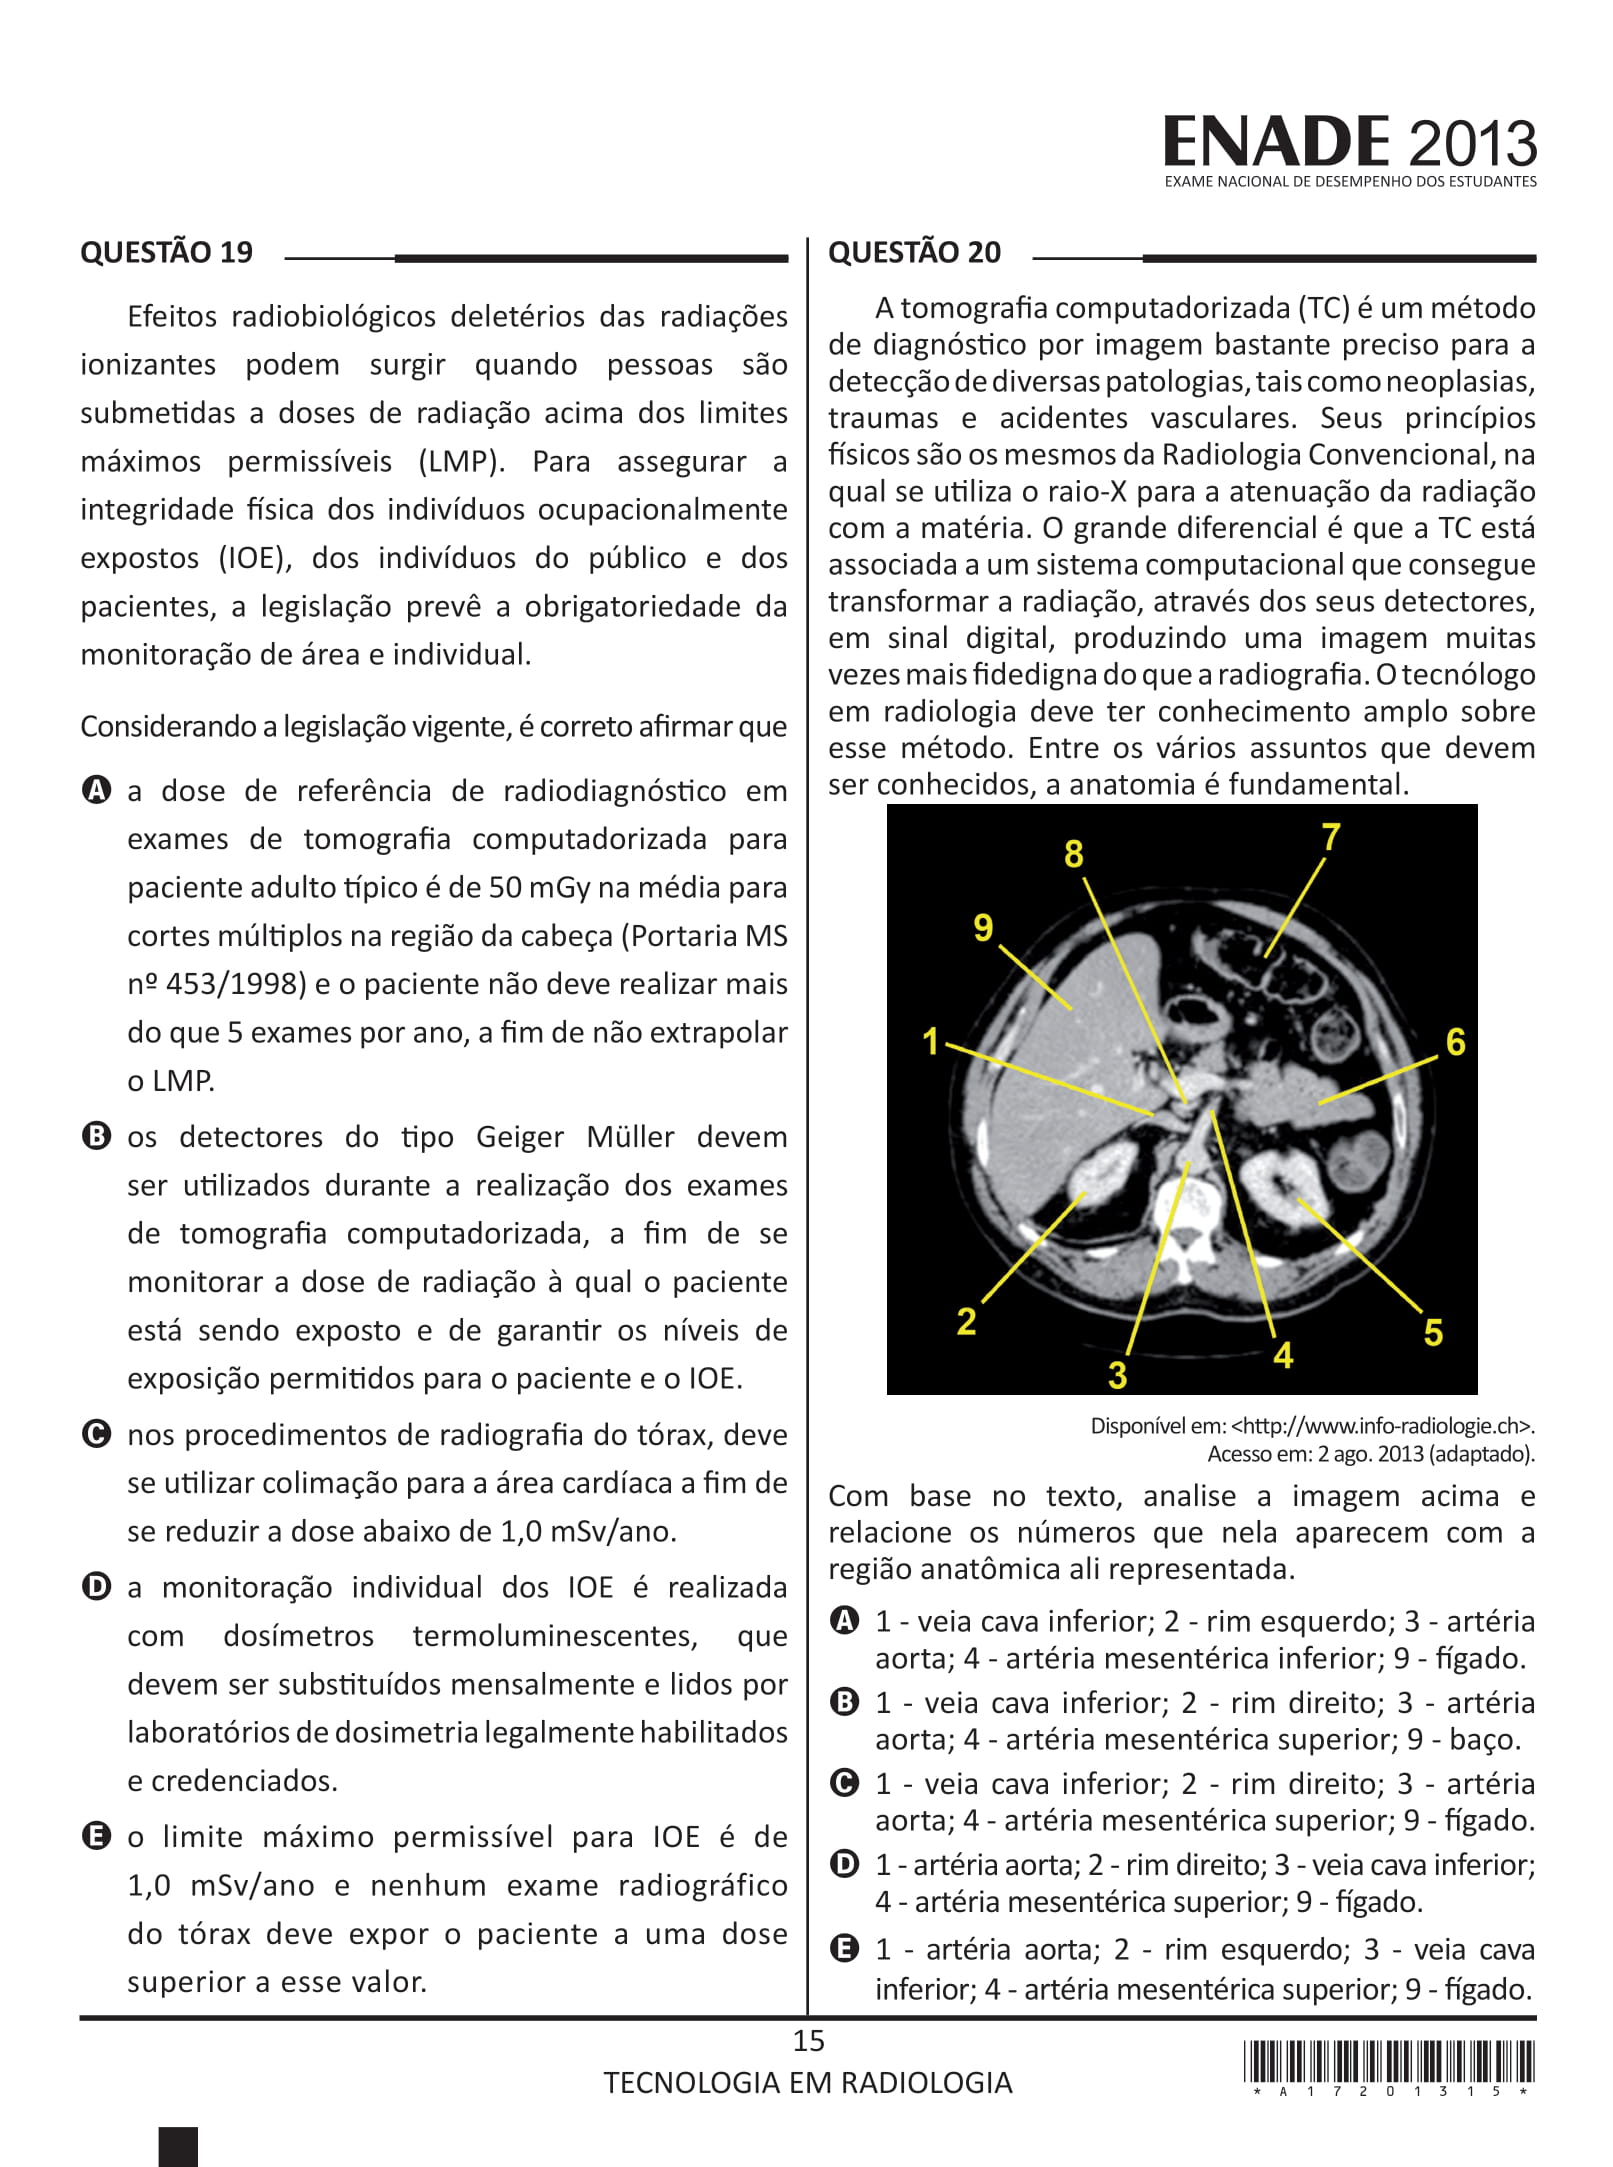 ENADE 2013
EXAME NACIONAL DE DESEMPENHO DOS ESTUDANTES
QUESTÃO 19
Efeitos radiobiológicos deletérios das radiações
ionizantes podem surgir quando pessoas são
submetidas a doses de radiação acima dos limites
máximos permissíveis (LMP). Para assegurar a
integridade física dos indivíduos ocupacionalmente
expostos (IOE), dos indivíduos do público e dos
pacientes, a legislação prevê a obrigatoriedade da
monitoração de área e individual.
Considerando a legislação vigente, é correto afirmar que
A a dose de referência de radiodiagnóstico em
exames de tomografia computadorizada para
paciente adulto típico é de 50 mGy na média para
cortes múltiplos na região da cabeça (Portaria MS
nº 453/1998) e o paciente não deve realizar mais
do que 5 exames por ano, a fim de não extrapolar
o LMP.
B os detectores do tipo Geiger Müller devem
ser utilizados durante a realização dos exames
de tomografia computadorizada, a fim de se
monitorar a dose de radiação à qual o paciente
está sendo exposto e de garantir os níveis de
exposição permitidos para o paciente e o IOE.
C nos procedimentos de radiografia do tórax, deve
se utilizar colimação para a área cardíaca a fim de
se reduzir a dose abaixo de 1,0 mSv/ano.
D a monitoração individual dos IOE é realizada
com dosímetros termoluminescentes, que
devem ser substituídos mensalmente e lidos por
laboratórios de dosimetria legalmente habilitados
e credenciados.
E o limite máximo permissível para IOE é de
1,0 mSv/ano e nenhum exame radiográfico
do tórax deve expor o paciente a uma dose
superior a esse valor.
QUESTÃO 20
A tomografia computadorizada (TC) é um método
de diagnóstico por imagem bastante preciso para a
detecção de diversas patologias, tais como neoplasias,
traumas e acidentes vasculares. Seus princípios
físicos são os mesmos da Radiologia Convencional, na
qual se utiliza o raio-X para a atenuação da radiação
com a matéria. O grande diferencial é que a TC está
associada a um sistema computacional que consegue
transformar a radiação, através dos seus detectores,
em sinal digital, produzindo uma imagem muitas
vezes mais fidedigna do que a radiografia. O tecnólogo
em radiologia deve ter conhecimento amplo sobre
esse método. Entre os vários assuntos que devem
ser conhecidos, a anatomia é fundamental.
7
8
9
1
6
2
5
4
3
Disponível em: <http://www.info-radiologie.ch>.
Acesso em: 2 ago. 2013 (adaptado).
Com base no texto, analise a imagem acima e
relacione os números que nela aparecem com a
região anatômica ali representada.
A 1 - veia cava inferior; 2 - rim esquerdo; 3 - artéria
aorta; 4 - artéria mesentérica inferior; 9 - fígado.
B 1 - veia cava inferior; 2 - rim direito; 3 - artéria
aorta; 4 - artéria mesentérica superior; 9 - baço.
C 1 - veia cava inferior; 2 - rim direito; 3 - artéria
aorta; 4 - artéria mesentérica superior; 9 - fígado.
D 1 - artéria aorta; 2 - rim direito; 3 - veia cava inferior;
4 - artéria mesentérica superior; 9 - fígado.
E 1 - artéria aorta; 2 - rim esquerdo; 3 - veia cava
inferior; 4 - artéria mesentérica superior; 9 - fígado.
15
TECNOLOGIA EM RADIOLOGIA
* A 1 7 2 0 1 3 1 5 *